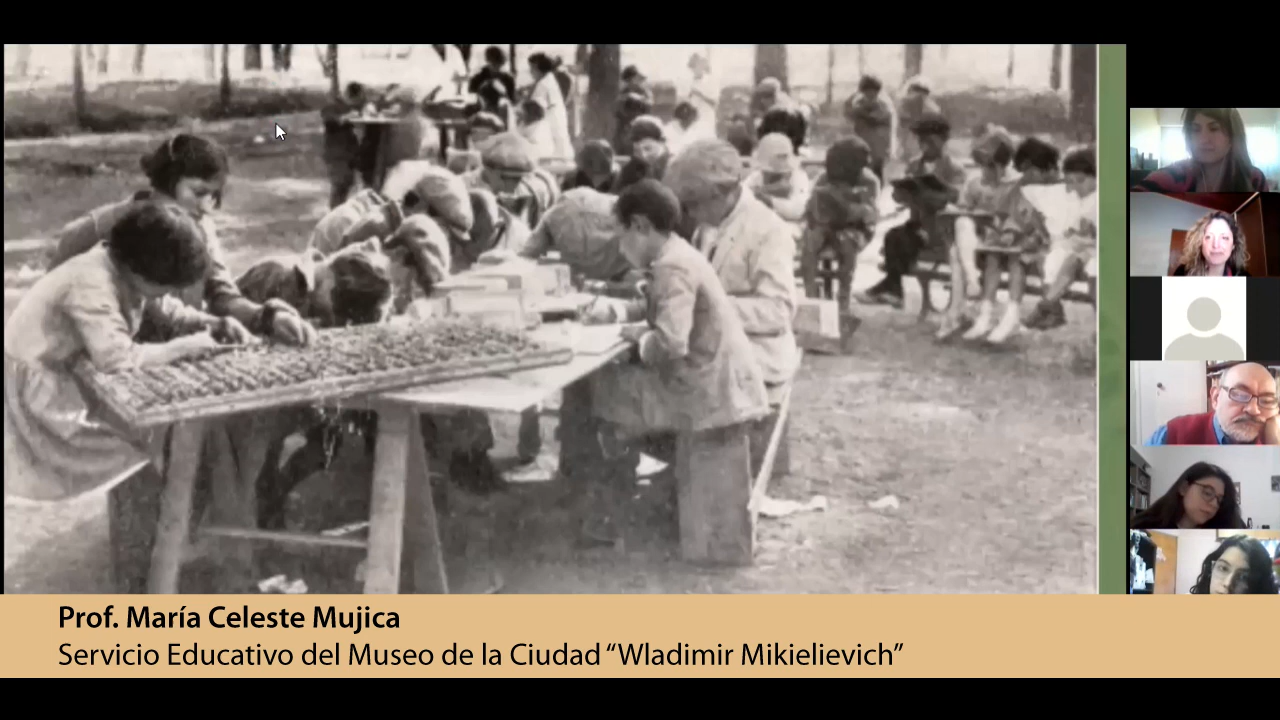 Prof. María Celeste Mujica
Servicio Educativo del Museo de la Ciudad “Wladimir Mikielievich”